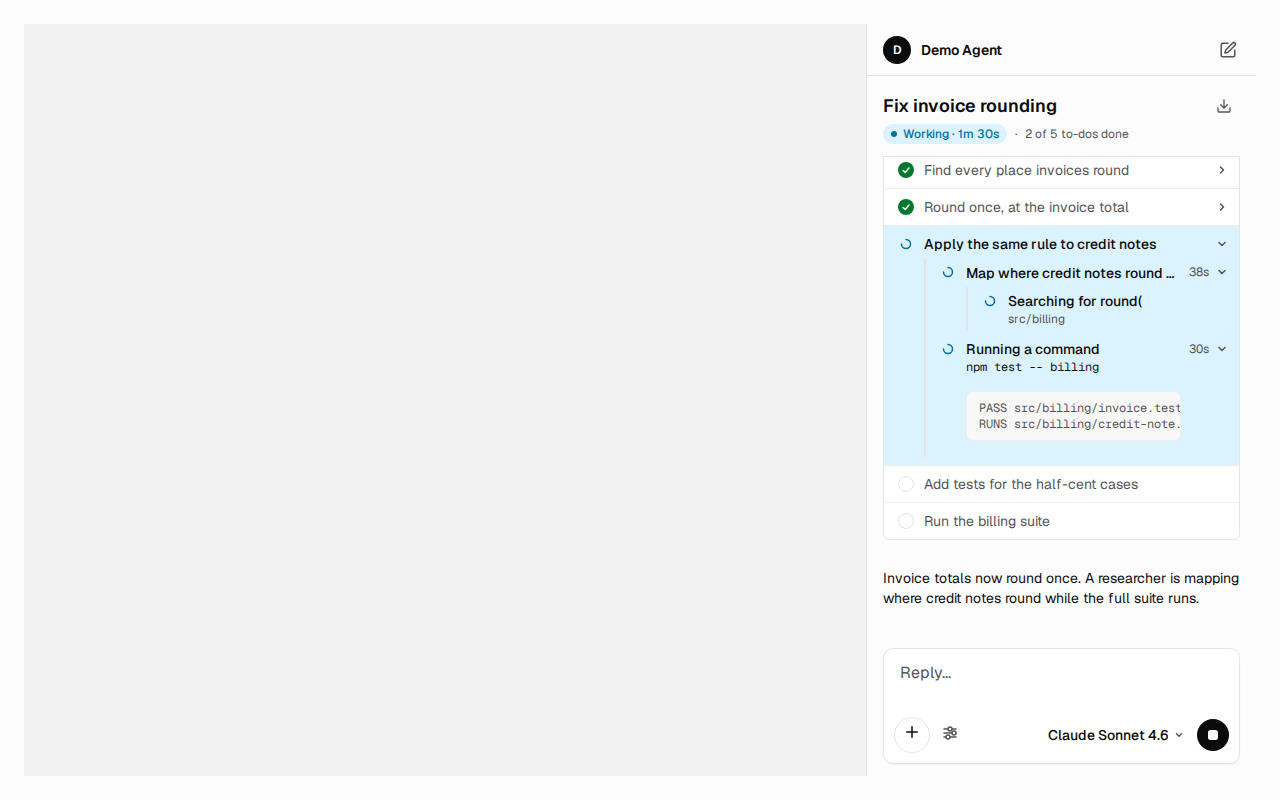 D
Demo Agent
Fix invoice rounding
Working · 1m 30s · 2 of 5 to-dos done
Find every place invoices round
Round once, at the invoice total
Apply the same rule to credit notes
Map where credit notes round ... 38s
Searching for round(
src/billing
Running a command 30s
npm test -- billing
PASS src/billing/invoice.test
RUNS src/billing/credit-note.
Add tests for the half-cent cases
Run the billing suite
Invoice totals now round once. A researcher is mapping
where credit notes round while the full suite runs.
Reply...
Claude Sonnet 4.6